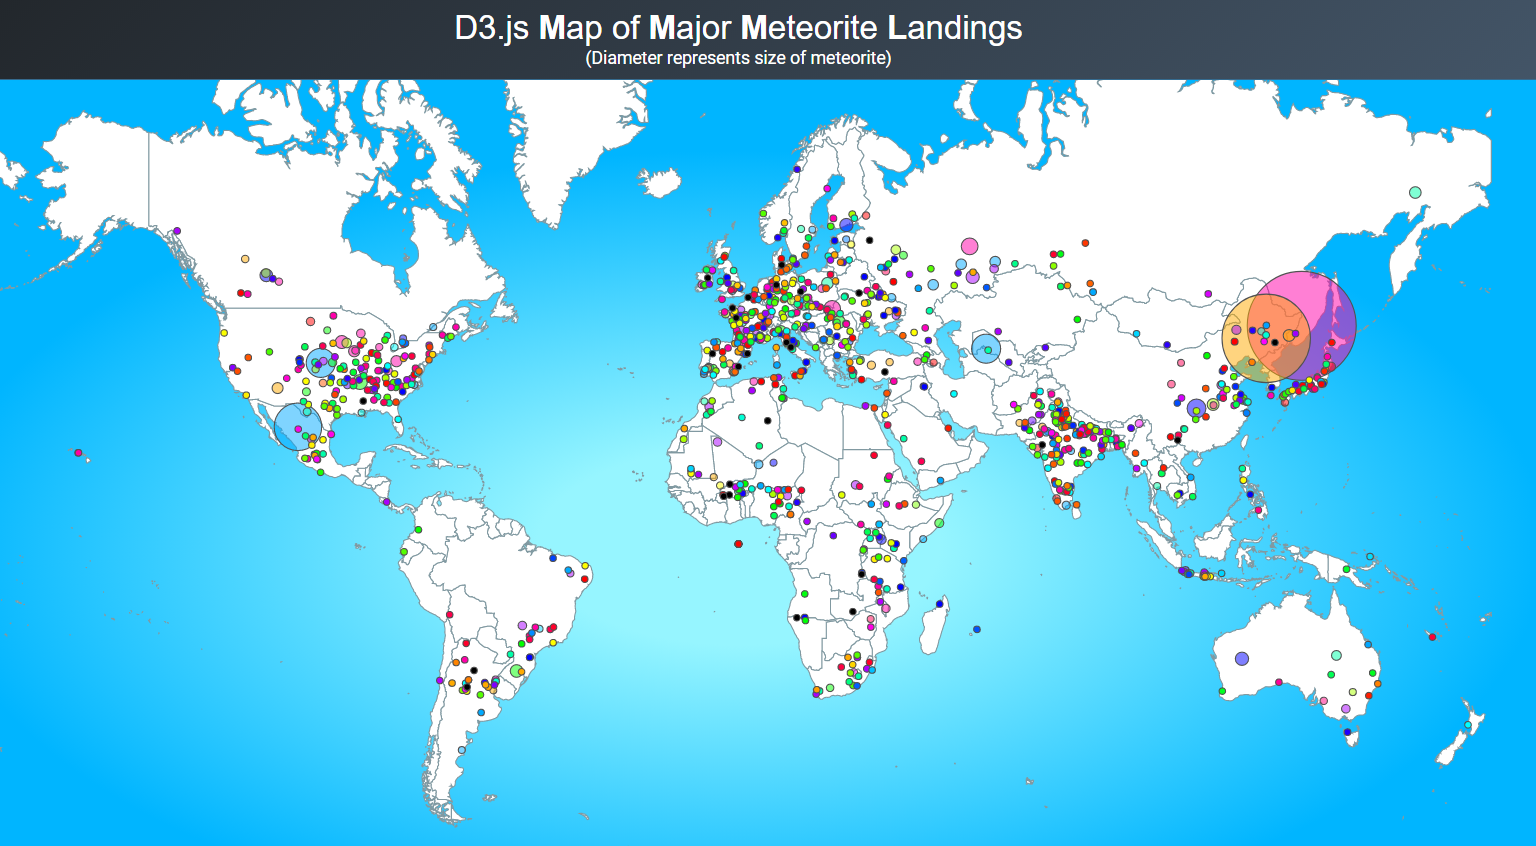 D3.js Map of Major Meteorite Landings
(Diameter represents size of meteorite)